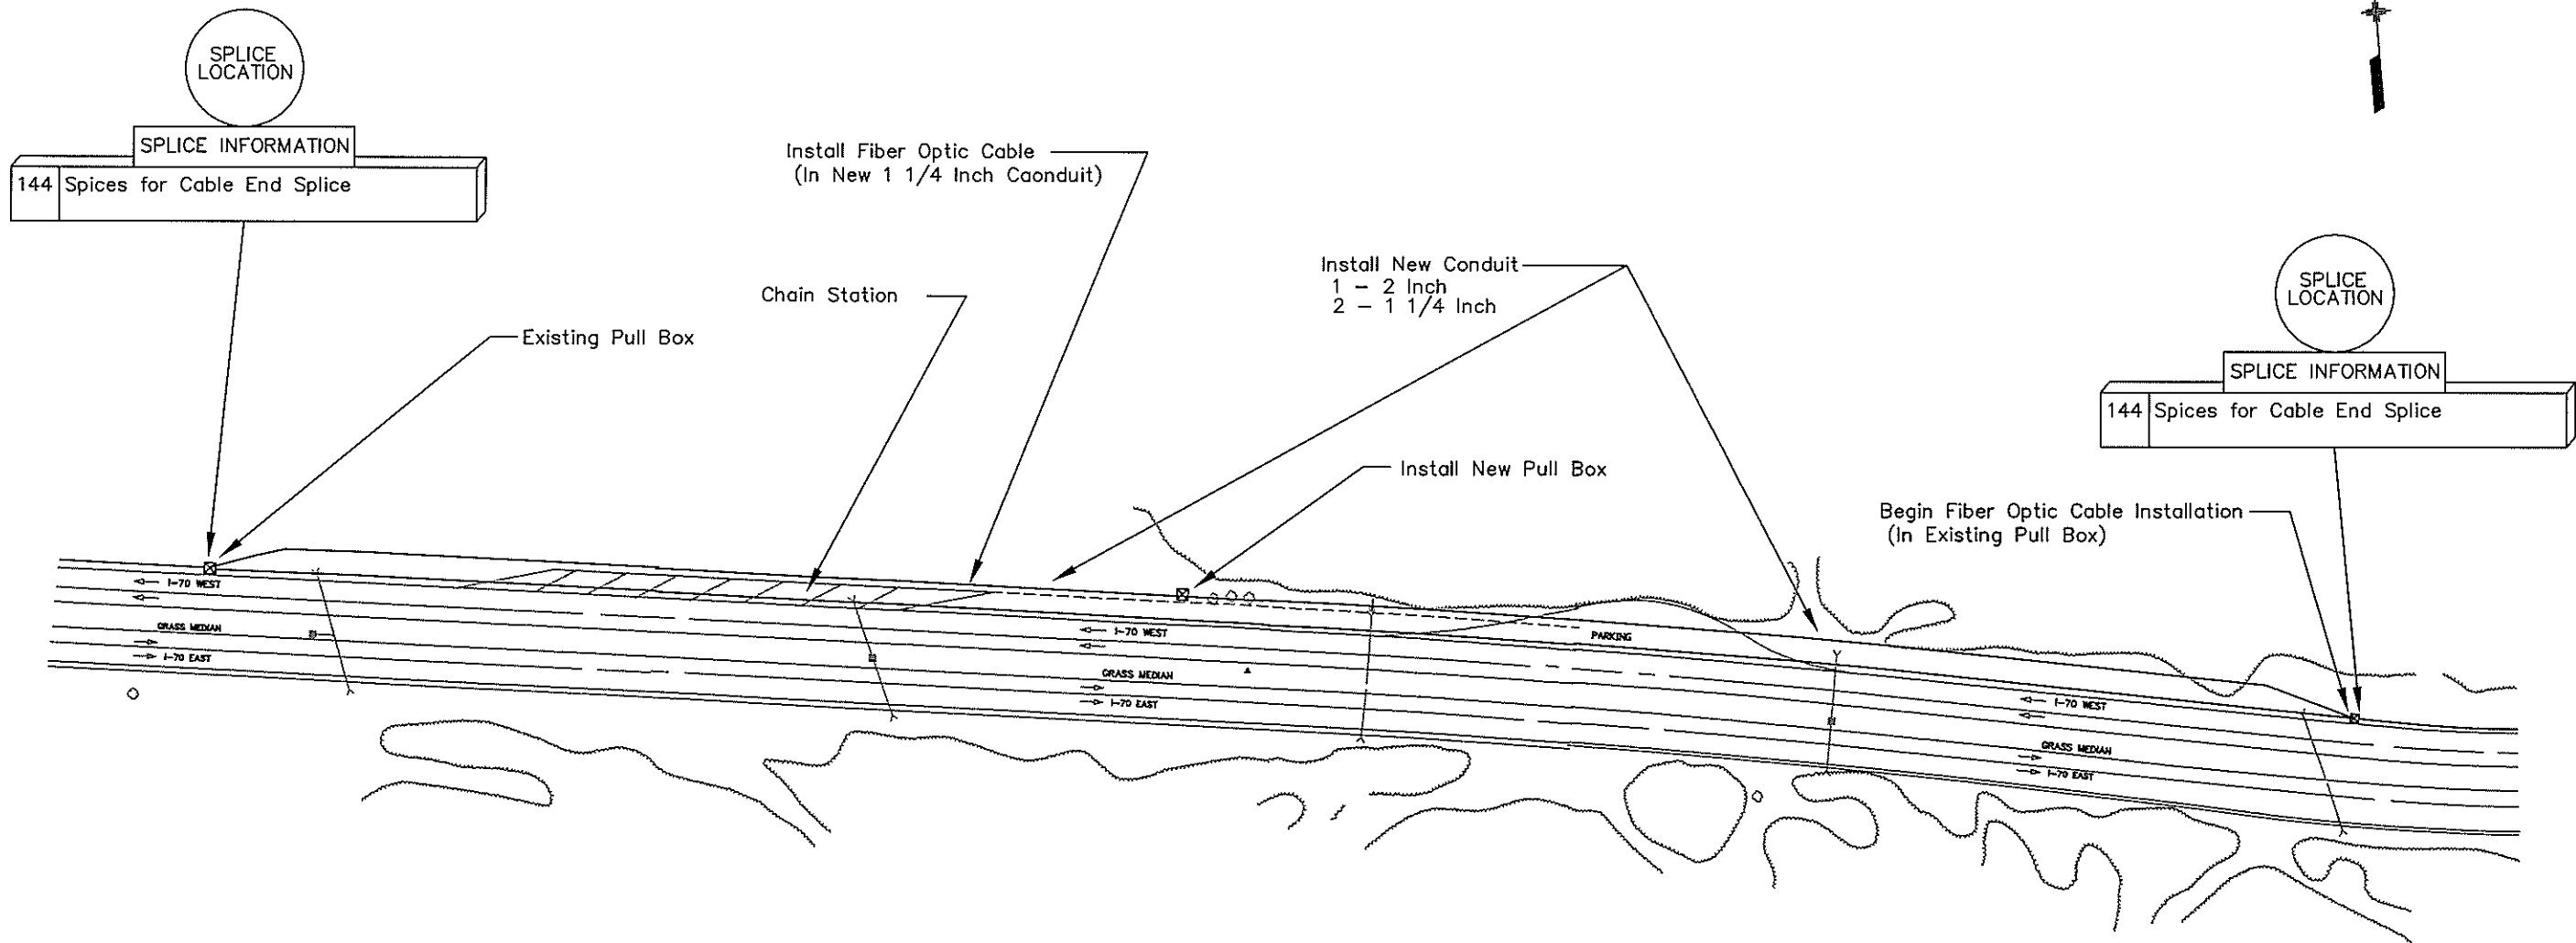 SPLICE
LOCATION
SPLICE INFORMATION
144 Spices for Cable End Splice
Install Fiber Optic Cable
(In New 1 1/4 Inch Caonduit)
Chain Station
Existing Pull Box
Install New Conduit
1 - 2 Inch
2 - 1 1/4 Inch
Install New Pull Box
SPLICE
LOCATION
SPLICE INFORMATION
144 Spices for Cable End Splice
Begin Fiber Optic Cable Installation
(In Existing Pull Box)
I-70 WEST
GRASS MEDIAN
I-70 EAST
I-70 WEST
GRASS MEDIAN
I-70 EAST
PARKING
I-70 WEST
GRASS MEDIAN
I-70 EAST